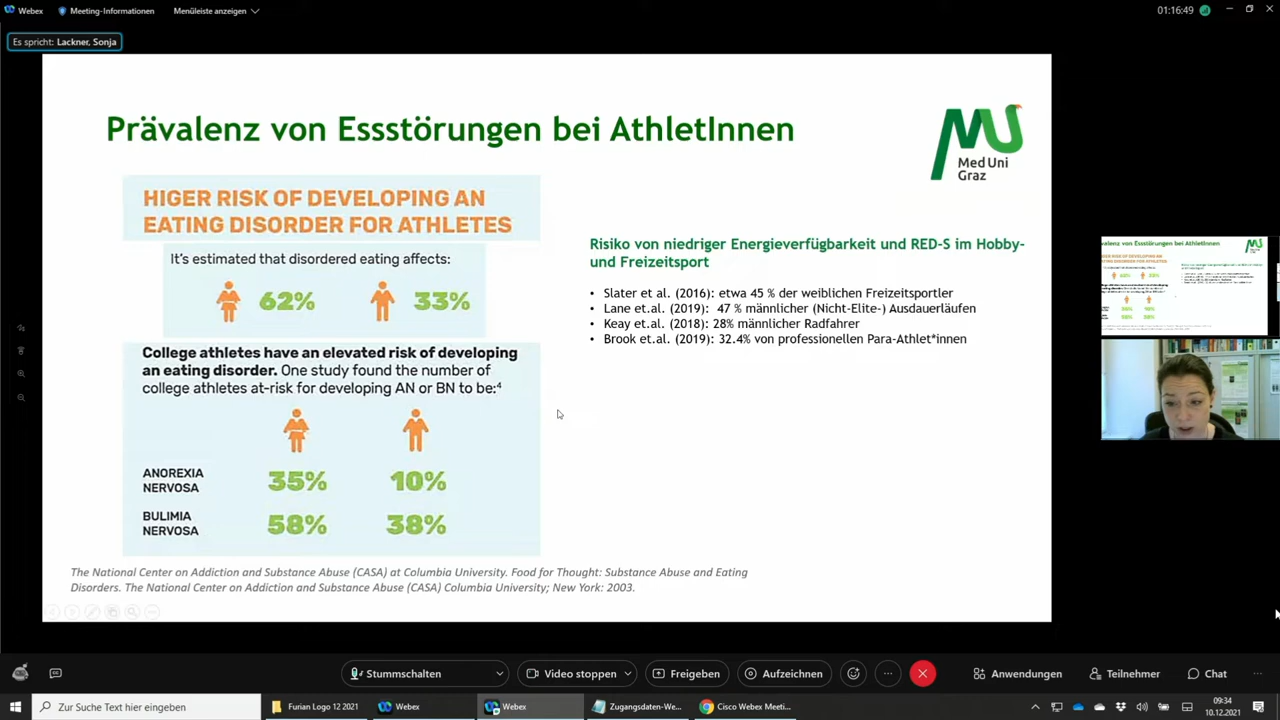 Webex
Meeting-Informationen
Menüleiste anzeigen
01:16:49
Es spricht: Lackner, Sonja
Prävalenz von Essstörungen bei AthletInnen
Med Uni
Graz
HIGER RISK OF DEVELOPING AN
EATING DISORDER FOR ATHLETES
It's estimated that disordered eating affects:
62%
33%
College athletes have an elevated risk of developing
an eating disorder. One study found the number of
college athletes at-risk for developing AN or BN to be:⁴
ANOREXIA
NERVOSA
35%
10%
BULIMIA
NERVOSA
58%
38%
Risiko von niedriger Energieverfügbarkeit und RED-S im Hobby-
und Freizeitsport
• Slater et al. (2016): etwa 45 % der weiblichen Freizeitsportler
• Lane et.al. (2019): 47 % männlicher (Nicht-Elite-) Ausdauerläufen
• Keay et.al. (2018): 28% männlicher Radfahrer
• Brook et.al. (2019): 32.4% von professionellen Para-Athlet*innen
The National Center on Addiction and Substance Abuse (CASA) at Columbia University. Food for Thought: Substance Abuse and Eating
Disorders. The National Center on Addiction and Substance Abuse (CASA) Columbia University; New York: 2003.
Stummschalten
Video stoppen
Freigeben
Aufzeichnen
Anwendungen
Teilnehmer
Chat
Zur Suche Text hier eingeben
Furian Logo 12 2021
Webex
Webex
Zugangsdaten-We...
Cisco Webex Meeti...
09:34
10.12.2021